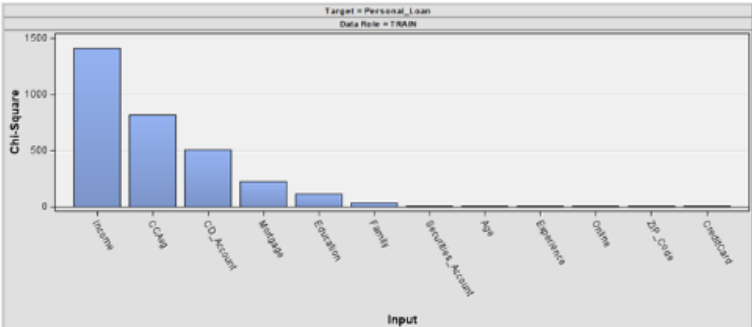 Target = Personal_Loan
Data Role = TRAIN
1500
1000
500
0
Chi-Square
Income
CCAvg
CD_Account
Mortgage
Education
Family
Securities_Account
Age
Experience
Online
ZIP_Code
CreditCard
Input